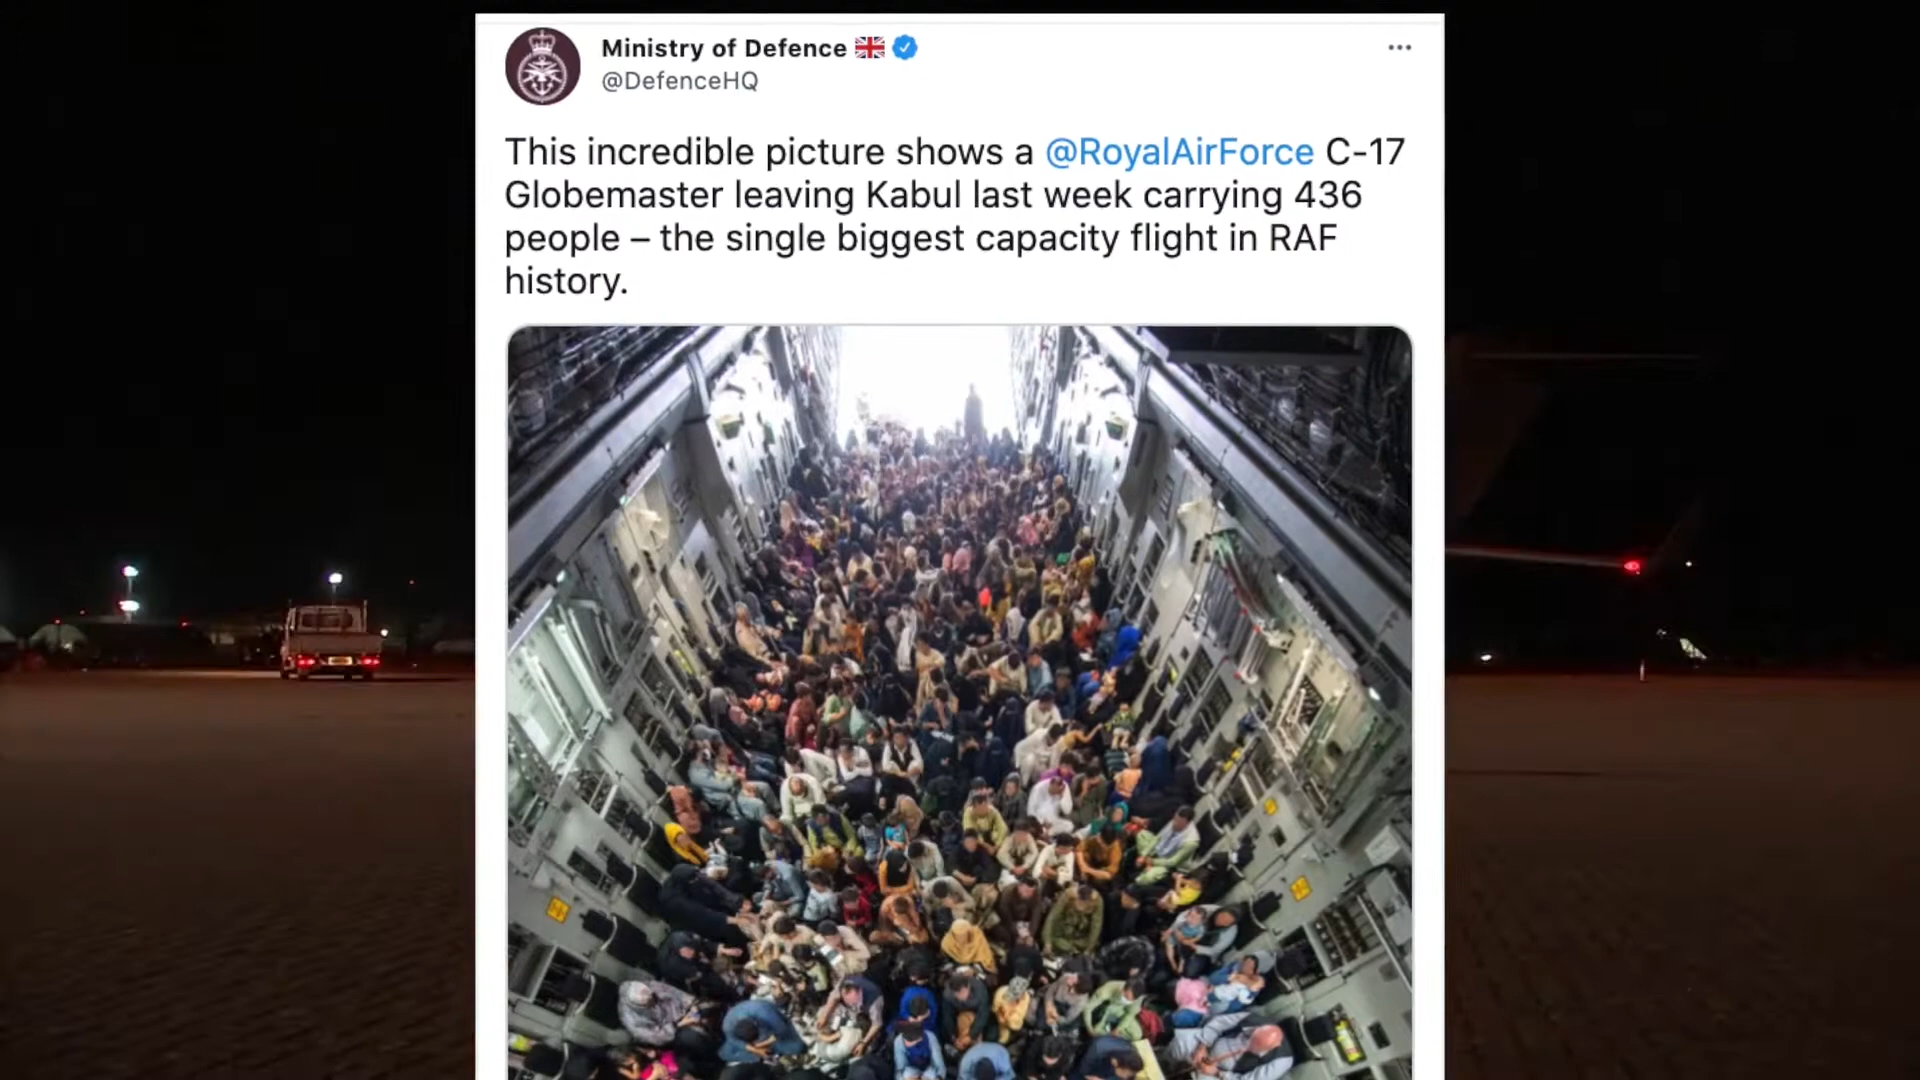 Ministry of Defence 🇬🇧
@DefenceHQ
This incredible picture shows a @RoyalAirForce C-17
Globemaster leaving Kabul last week carrying 436
people – the single biggest capacity flight in RAF
history.